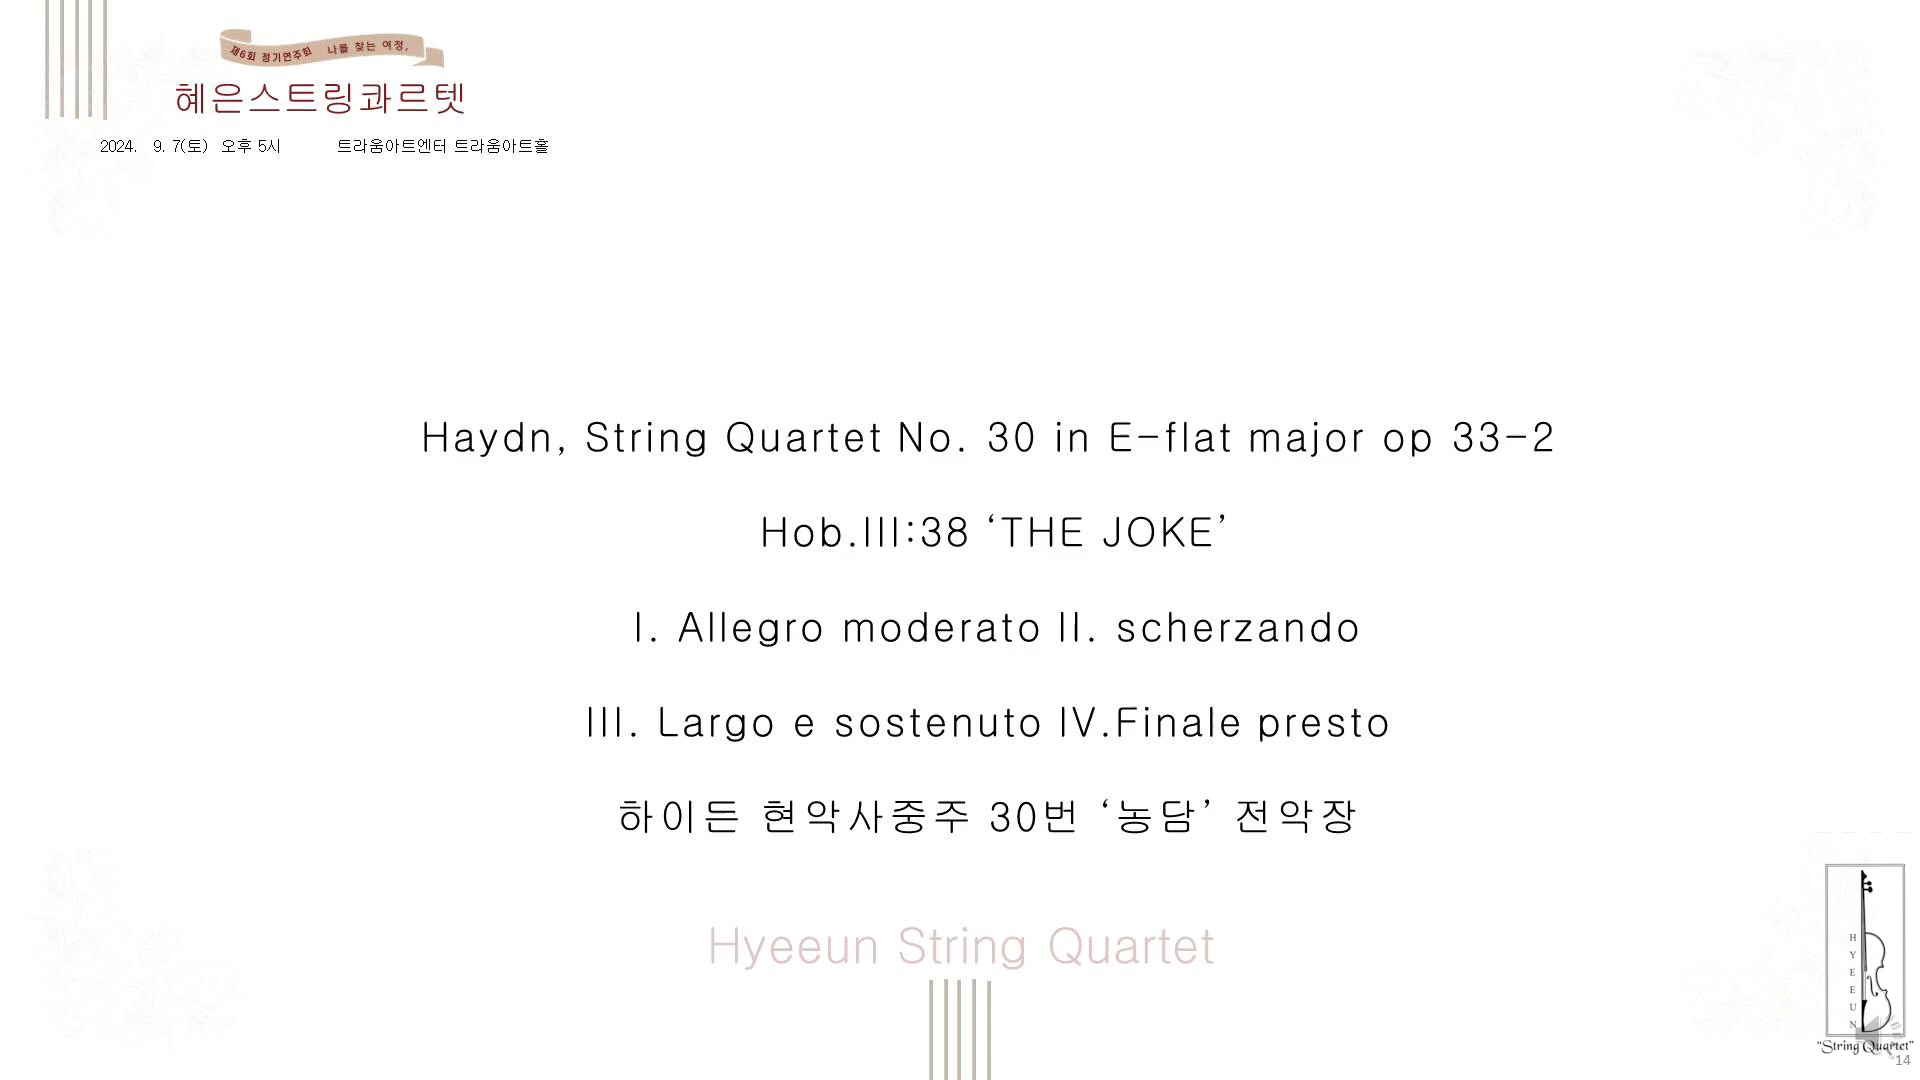 제6회 정기연주회 나를 찾는 여정,
혜은스트링콰르텟
2024. 9. 7(토) 오후 5시 트라움아트엔터 트라움아트홀
Haydn, String Quartet No. 30 in E-flat major op 33-2
Hob.III:38 ‘THE JOKE’
I. Allegro moderato II. scherzando
III. Largo e sostenuto IV.Finale presto
하이든 현악사중주 30번 ‘농담’ 전악장
Hyeeun String Quartet
HYEEUN
"String Quartet"
14